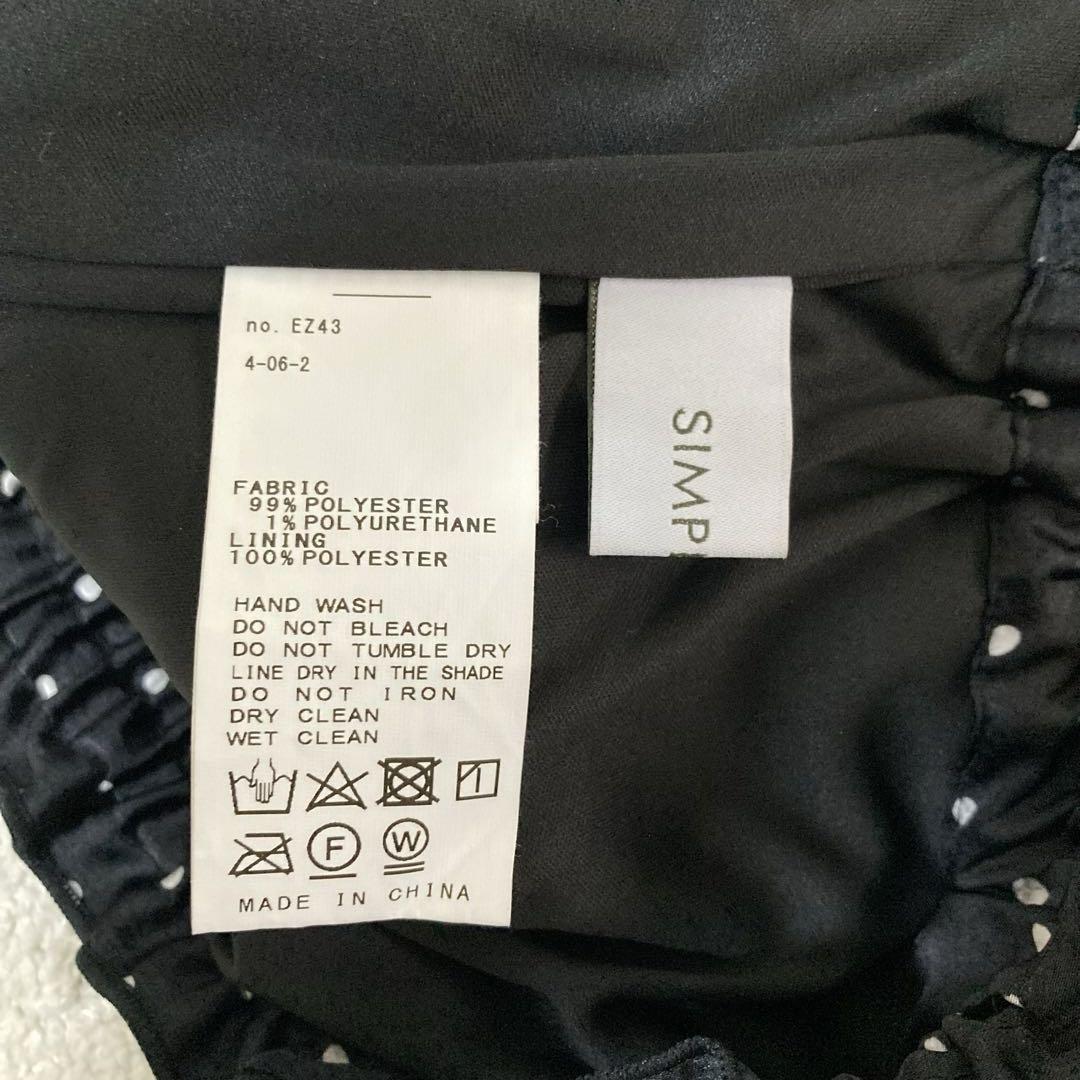 no. EZ43
4-06-2
FABRIC
99% POLYESTER
1% POLYURETHANE
LINING
100% POLYESTER
HAND WASH
DO NOT BLEACH
DO NOT TUMBLE DRY
LINE DRY IN THE SHADE
DO NOT IRON
DRY CLEAN
WET CLEAN
F
W
MADE IN CHINA
SIMP